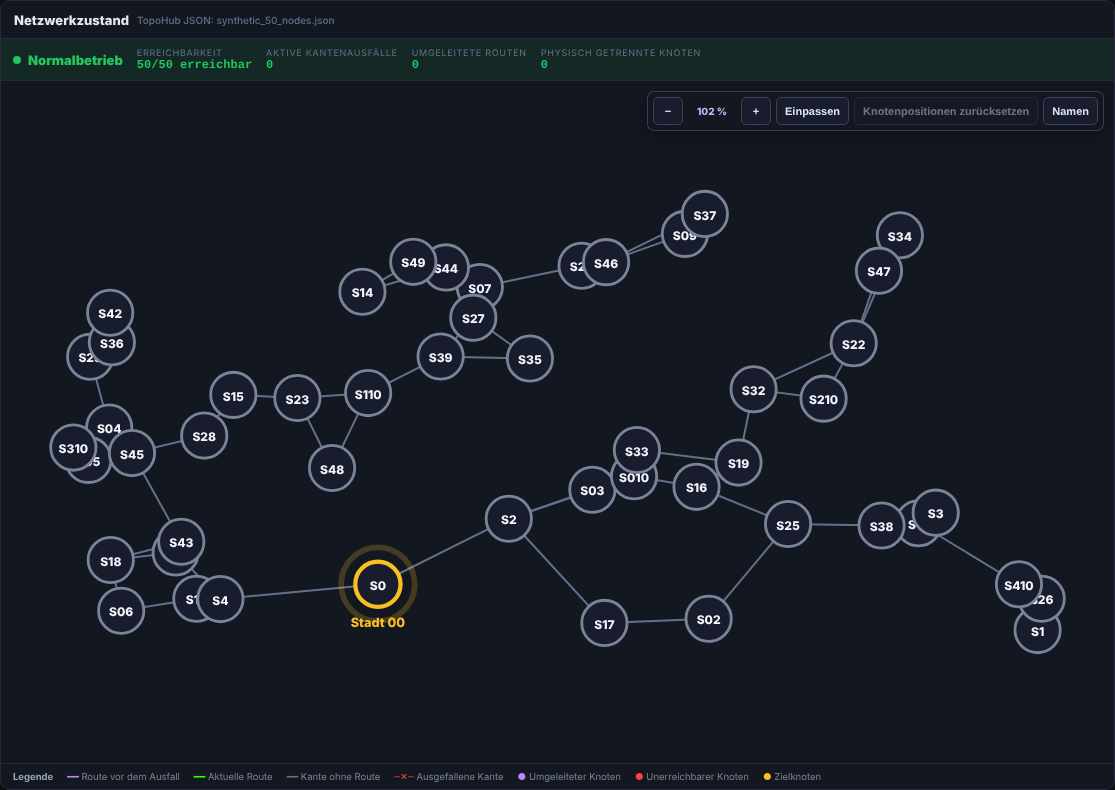 Netzwerkzustand TopoHub JSON: synthetic_50_nodes.json
Normalbetrieb
ERREICHBARKEIT
50/50 erreichbar
AKTIVE KANTENAUSFÄLLE
0
UMGELEITETE ROUTEN
0
PHYSISCH GETRENNTE KNOTEN
0
− 102 % + Einpassen Knotenpositionen zurücksetzen Namen
S37
S09
S34
S49
S44
S46
S47
S14
S07
S42
S27
S36
S22
S39
S35
S15
S23
S110
S32
S210
S04
S28
S310
S45
S33
S19
S48
S010
S03
S16
S2
S25
S38
S3
S43
S18
S0
S410
S4
S06
S17
S02
S1
Stadt 00
Legende Route vor dem Ausfall Aktuelle Route Kante ohne Route Ausgefallene Kante Umgeleiteter Knoten Unerreichbarer Knoten Zielknoten